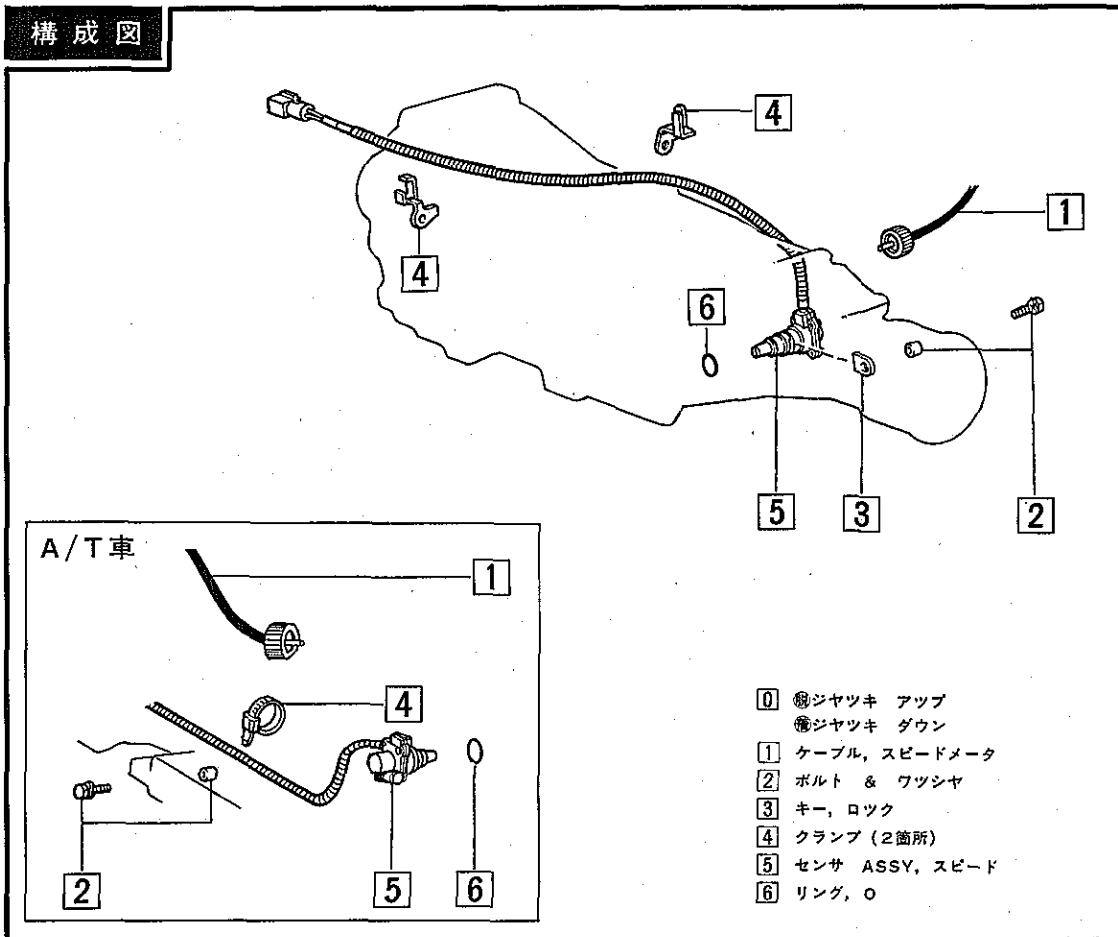 構成図
4
1
4
6
5
3
2
A/T車
1
4
2
5
6
0 脱ジヤツキ アツプ
ジヤツキ ダウン
1 ケーブル, スピードメータ
2 ボルト & ワツシヤ
3 キー, ロツク
4 クランプ (2箇所)
5 センサ ASSY, スピード
6 リング, O